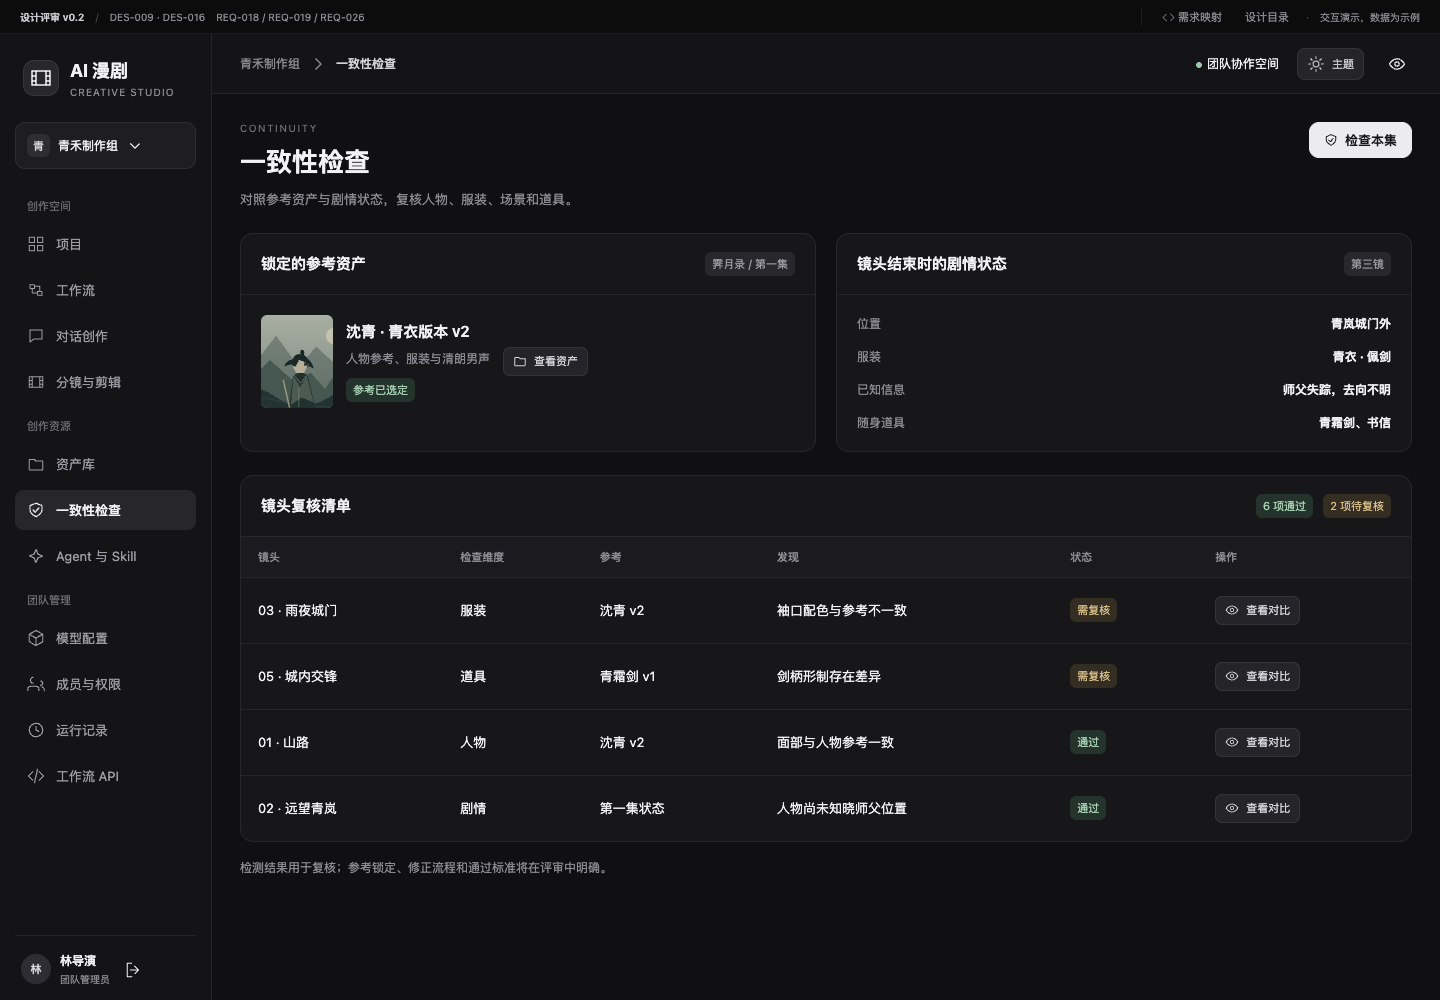 设计评审 v0.2 / DES-009 · DES-016 REQ-018 / REQ-019 / REQ-026
需求映射 设计目录 · 交互演示，数据为示例
AI 漫剧
CREATIVE STUDIO
青 青禾制作组
创作空间
项目
工作流
对话创作
分镜与剪辑
创作资源
资产库
一致性检查
Agent 与 Skill
团队管理
模型配置
成员与权限
运行记录
工作流 API
林 林导演
团队管理员
青禾制作组 一致性检查
团队协作空间 主题
CONTINUITY
一致性检查
对照参考资产与剧情状态，复核人物、服装、场景和道具。
检查本集
锁定的参考资产 霁月录 / 第一集
沈青 · 青衣版本 v2
人物参考、服装与清朗男声 查看资产
参考已选定
镜头结束时的剧情状态 第三镜
位置 青岚城门外
服装 青衣 · 佩剑
已知信息 师父失踪，去向不明
随身道具 青霜剑、书信
镜头复核清单 6 项通过 2 项待复核
镜头 检查维度 参考 发现 状态 操作
03 · 雨夜城门 服装 沈青 v2 袖口配色与参考不一致 需复核 查看对比
05 · 城内交锋 道具 青霜剑 v1 剑柄形制存在差异 需复核 查看对比
01 · 山路 人物 沈青 v2 面部与人物参考一致 通过 查看对比
02 · 远望青岚 剧情 第一集状态 人物尚未知晓师父位置 通过 查看对比
检测结果用于复核；参考锁定、修正流程和通过标准将在评审中明确。